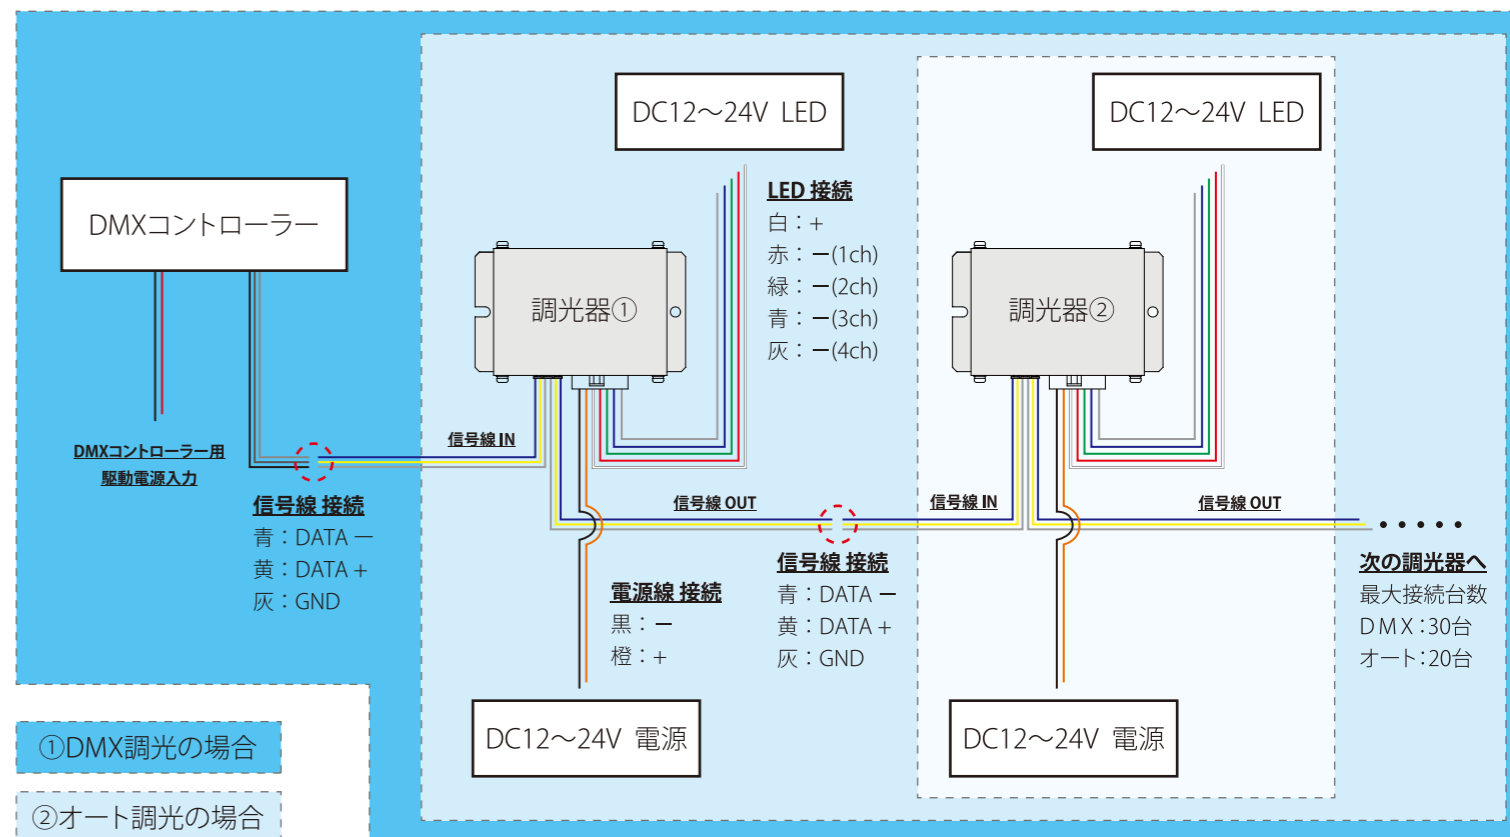 DC12～24V LED
DC12～24V LED
DMXコントローラー
LED 接続
白：+
赤：ー(1ch)
緑：ー(2ch)
青：ー(3ch)
灰：ー(4ch)
調光器①
調光器②
DMXコントローラー用
駆動電源入力
信号線 IN
信号線 接続
青：DATA ー
黄：DATA +
灰：GND
信号線 OUT
信号線 IN
信号線 OUT
電源線 接続
黒：ー
橙：+
信号線 接続
青：DATA ー
黄：DATA +
灰：GND
・・・・・
次の調光器へ
最大接続台数
DMX：30台
オート：20台
DC12～24V 電源
DC12～24V 電源
①DMX調光の場合
②オート調光の場合